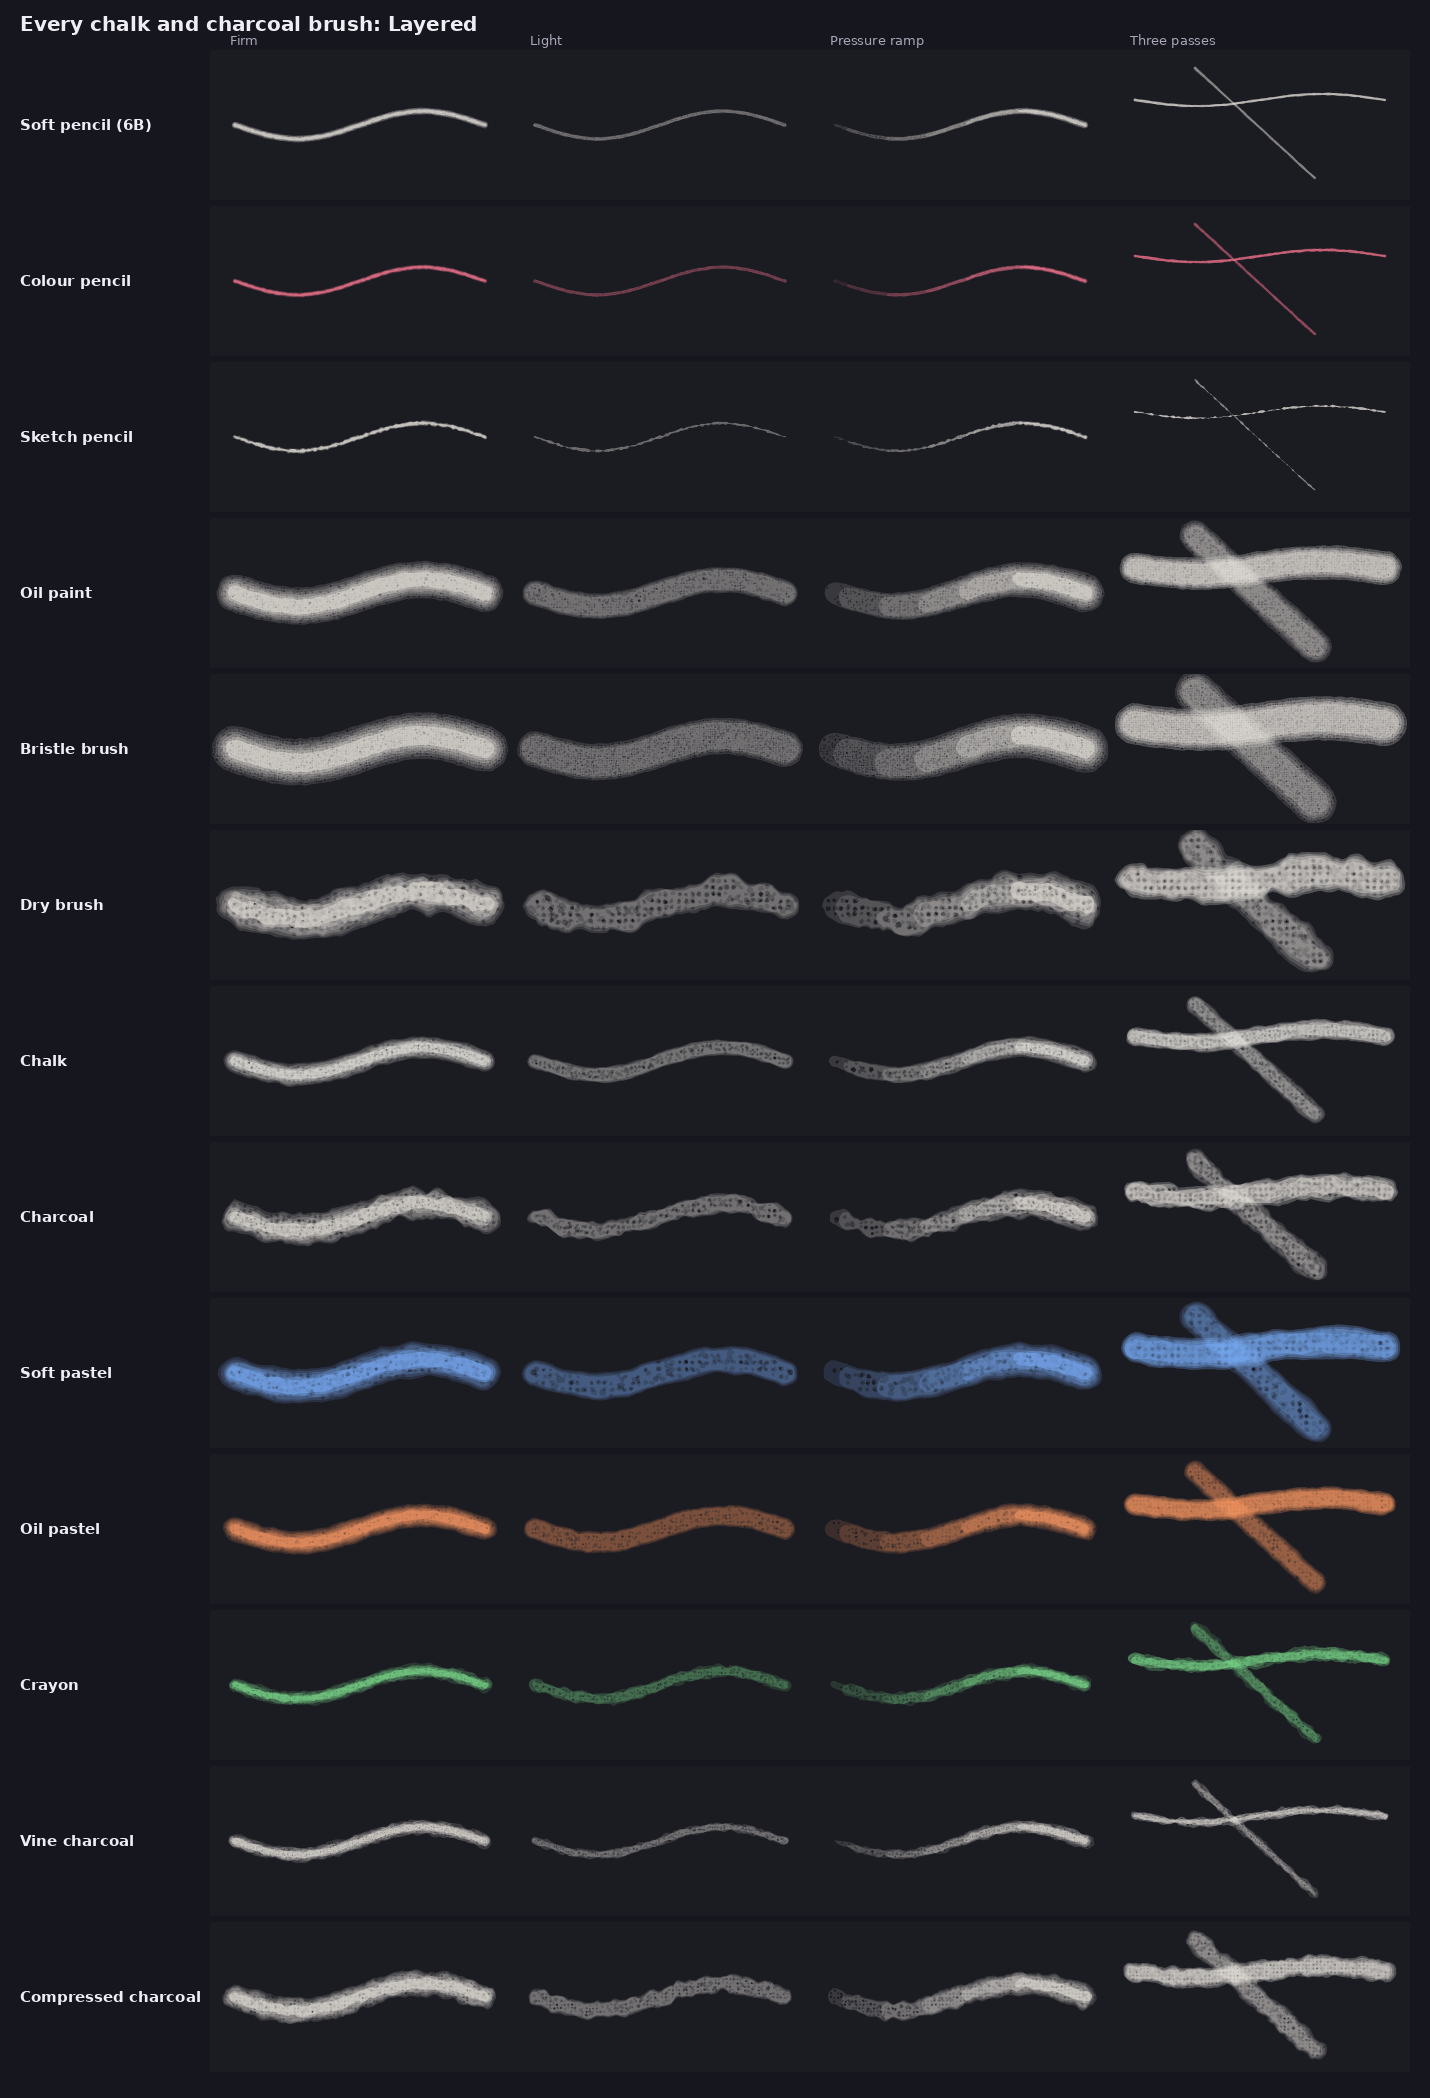 Every chalk and charcoal brush: Layered
Firm Light Pressure ramp Three passes
Soft pencil (6B)
Colour pencil
Sketch pencil
Oil paint
Bristle brush
Dry brush
Chalk
Charcoal
Soft pastel
Oil pastel
Crayon
Vine charcoal
Compressed charcoal